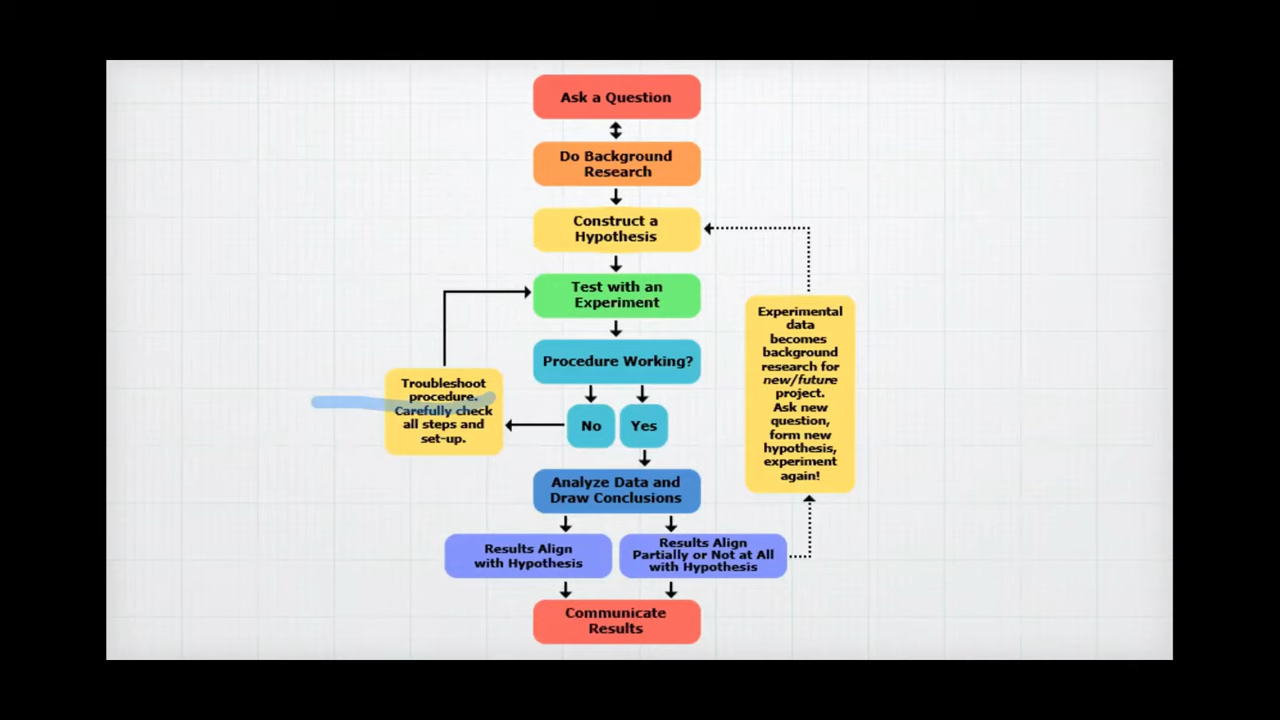 Ask a Question
Do Background
Research
Construct a
Hypothesis
Test with an
Experiment
Procedure Working?
Troubleshoot
procedure.
Carefully check
all steps and
set-up.
No
Yes
Experimental
data
becomes
background
research for
new/future
project.
Ask new
question,
form new
hypothesis,
experiment
again!
Analyze Data and
Draw Conclusions
Results Align
with Hypothesis
Results Align
Partially or Not at All
with Hypothesis
Communicate
Results